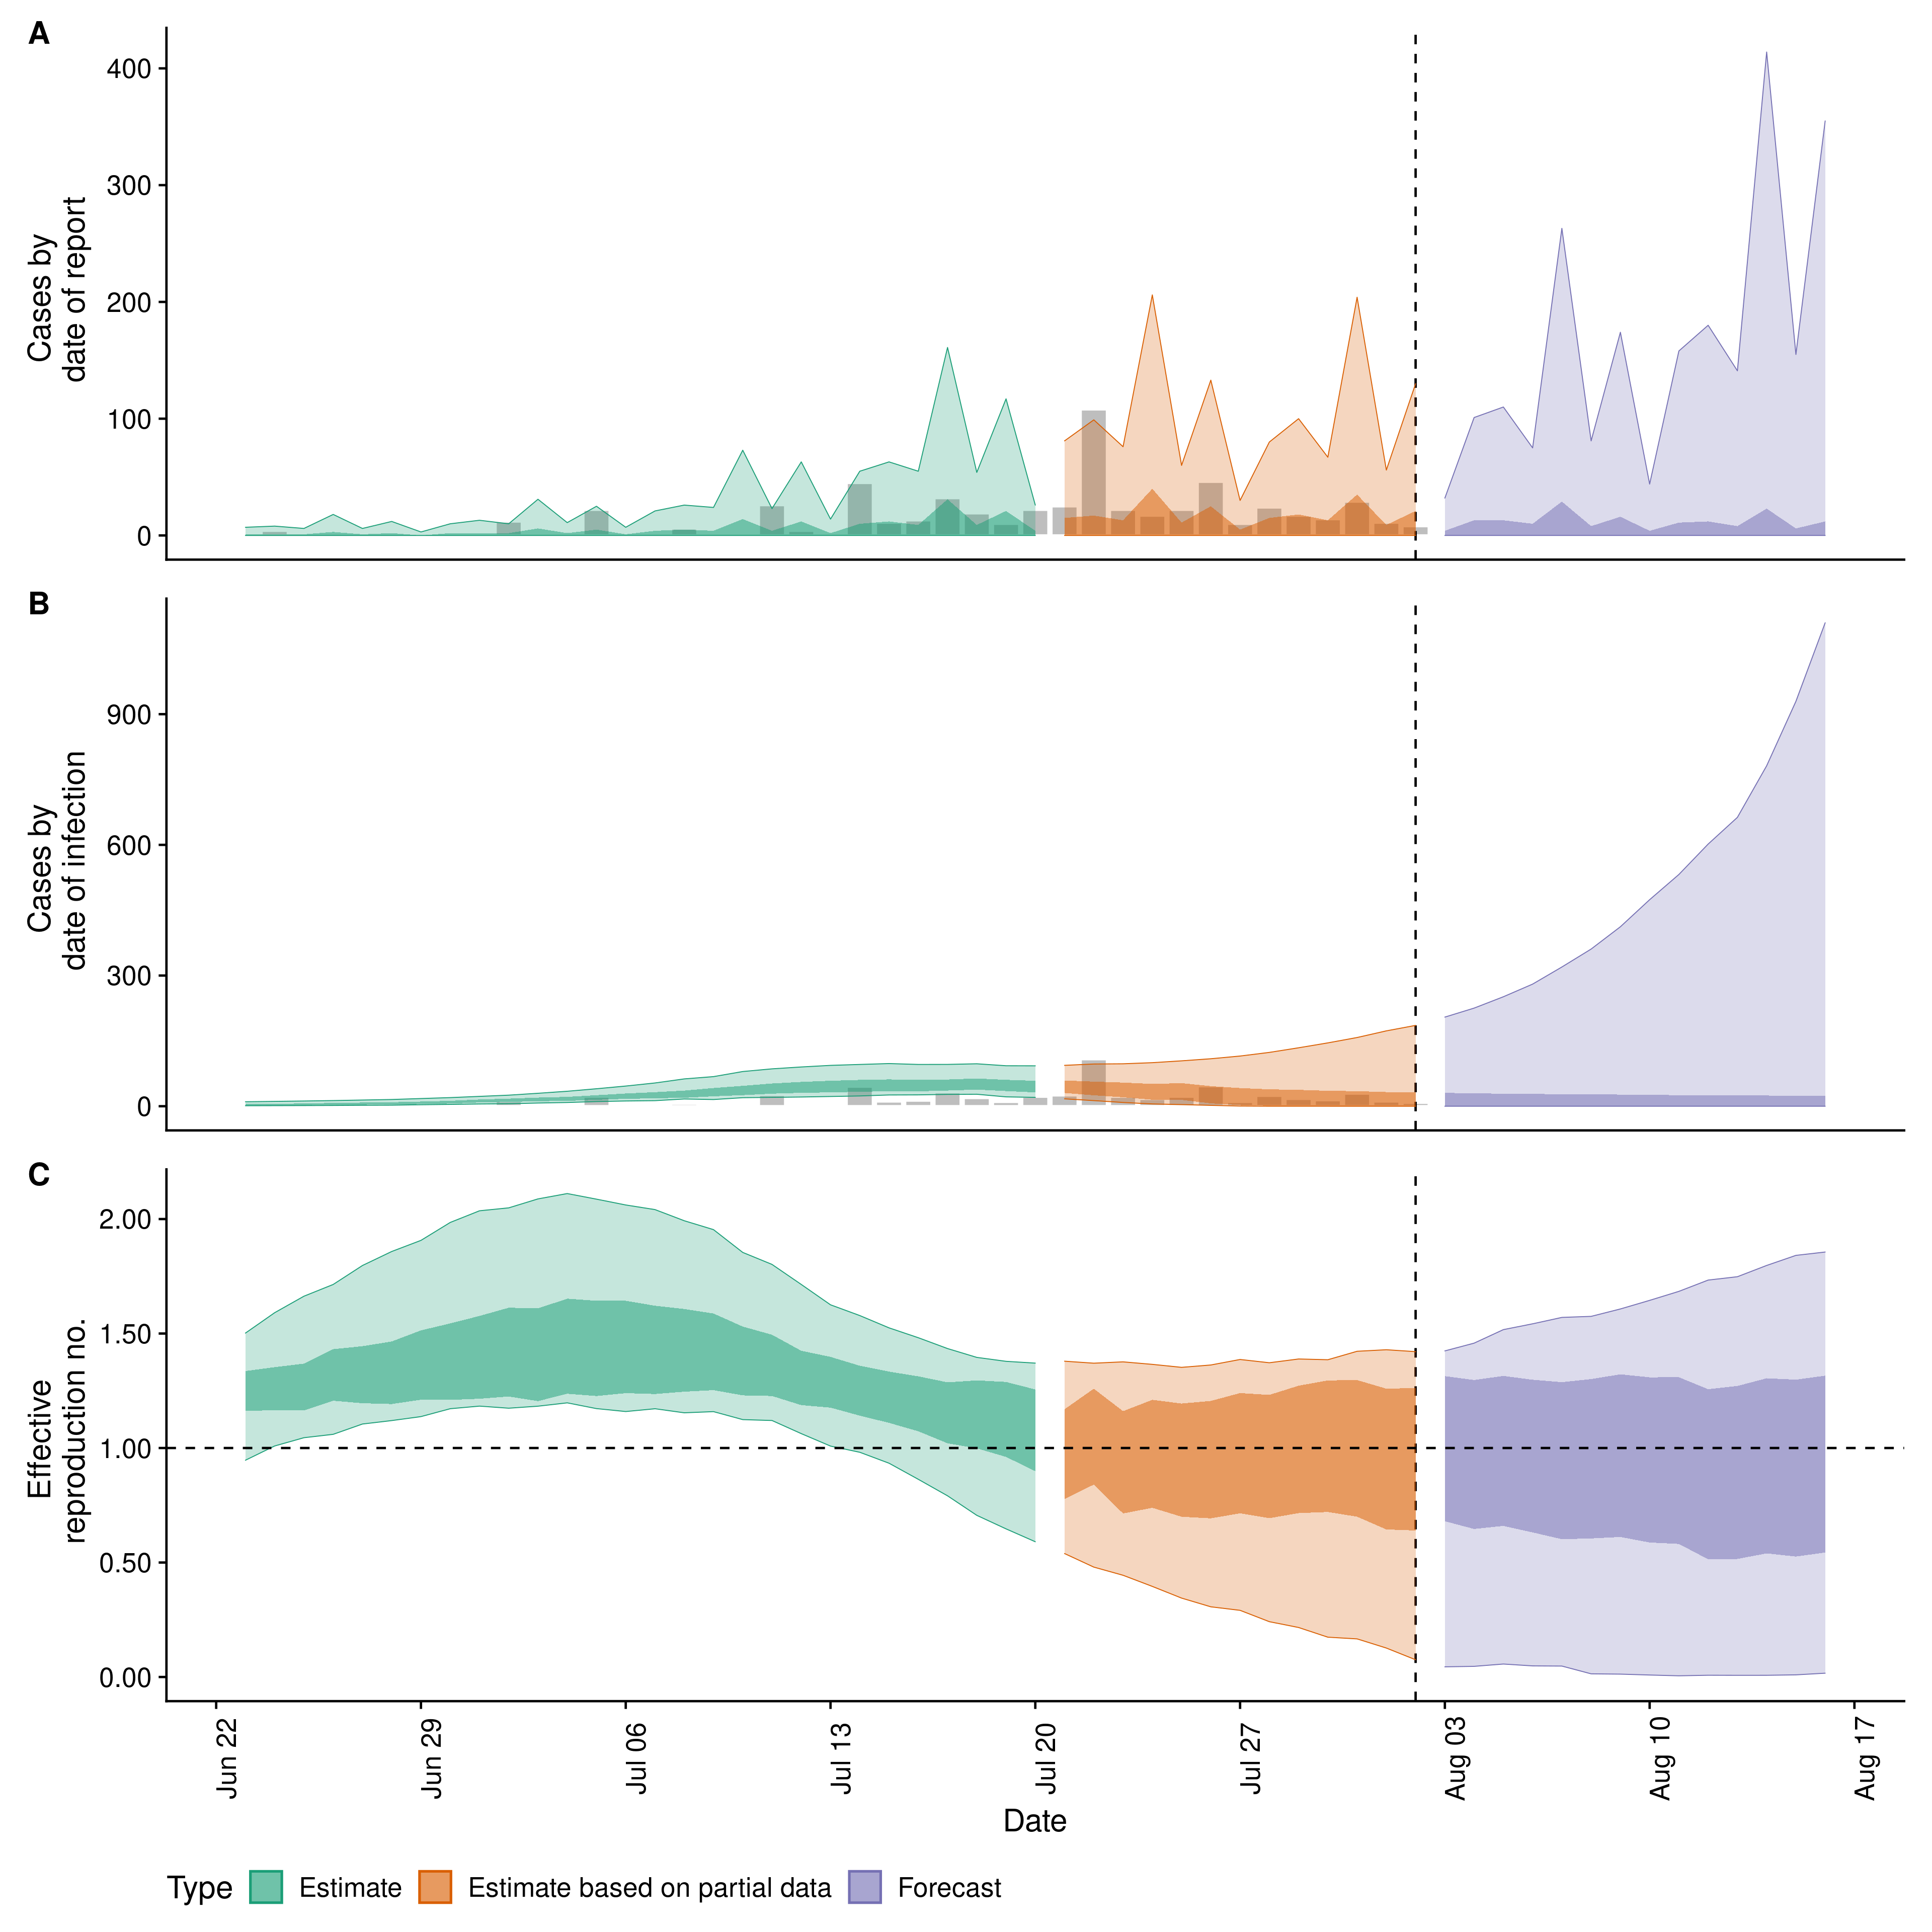 A
400
300
200
100
0
Cases by
date of report
B
900
600
300
0
Cases by
date of infection
C
2.00
1.50
1.00
0.50
0.00
Effective
reproduction no.
Jun 22
Jun 29
Jul 06
Jul 13
Jul 20
Jul 27
Aug 03
Aug 10
Aug 17
Date
Type Estimate Estimate based on partial data Forecast